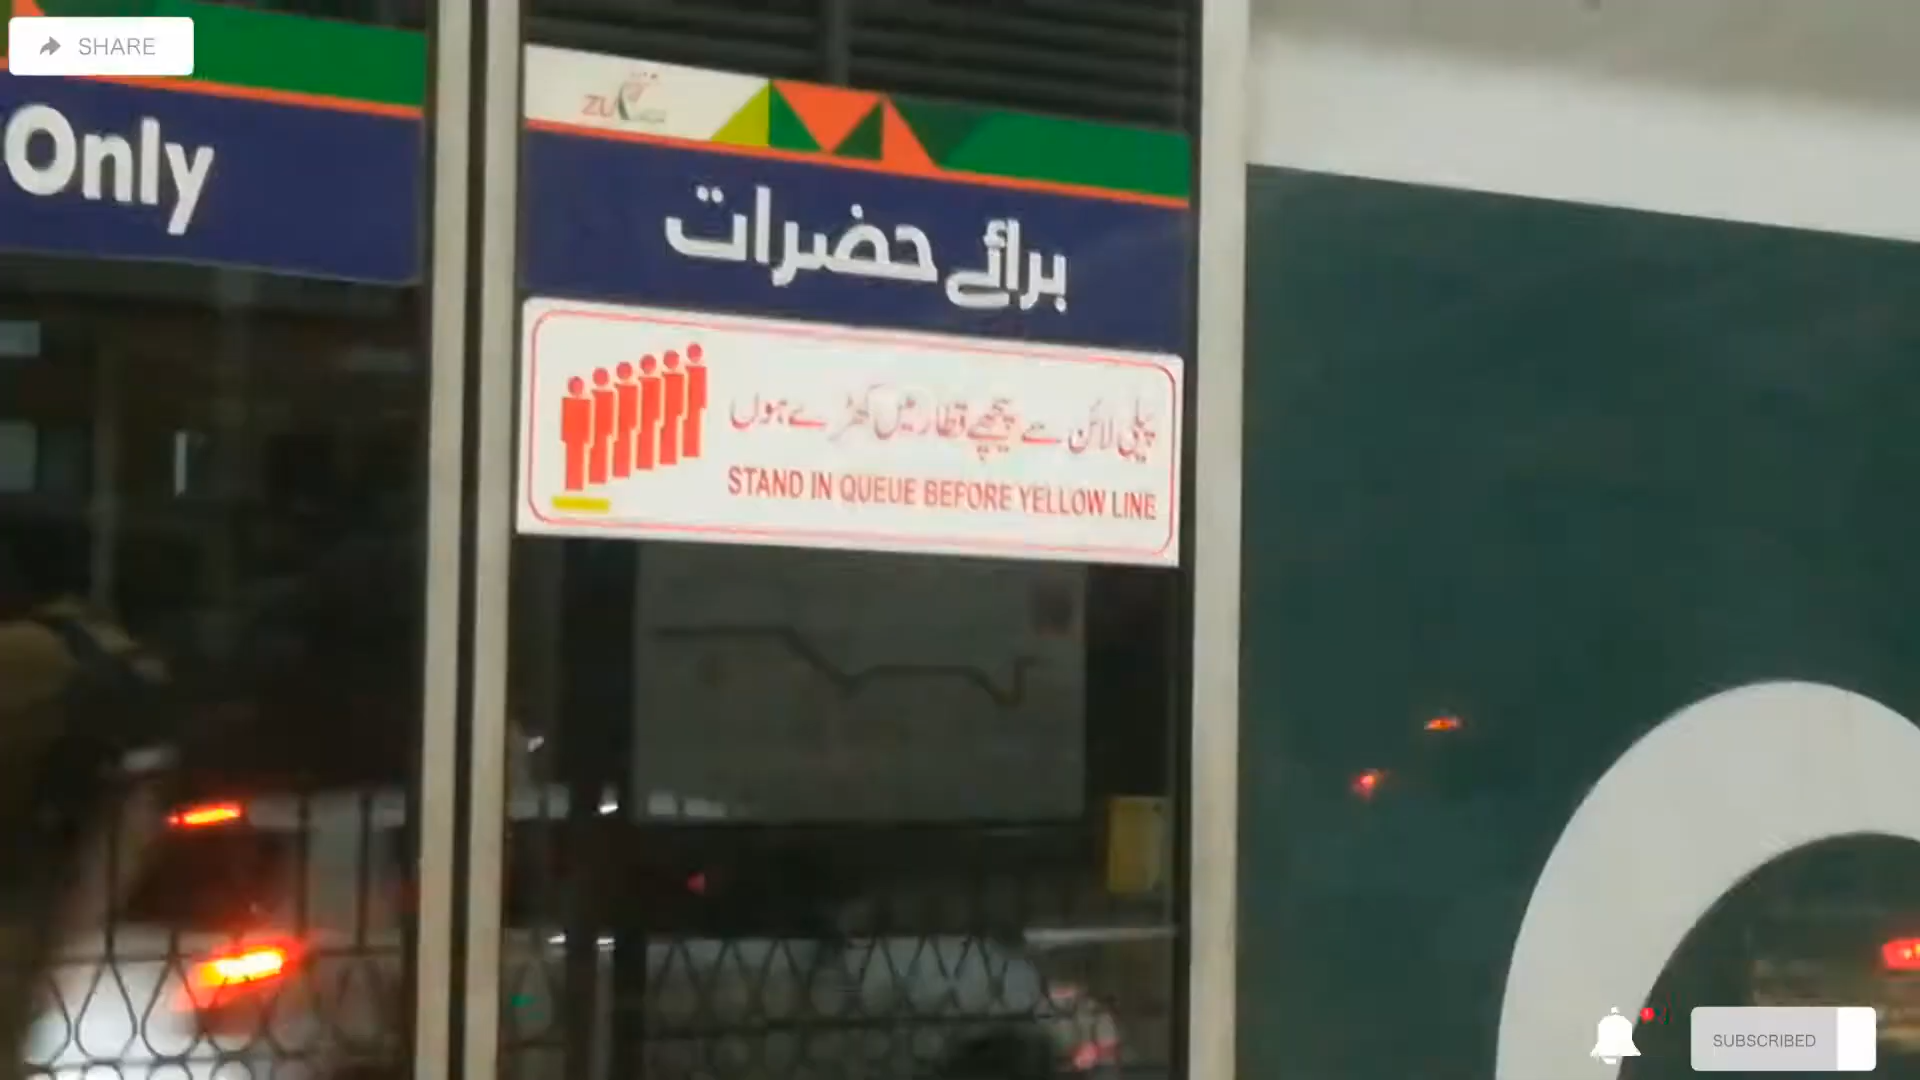 SHARE
Only
ZU
برائے حضرات
پیلی لائن سے پیچھے قطار میں کھڑے ہوں
STAND IN QUEUE BEFORE YELLOW LINE
SUBSCRIBED